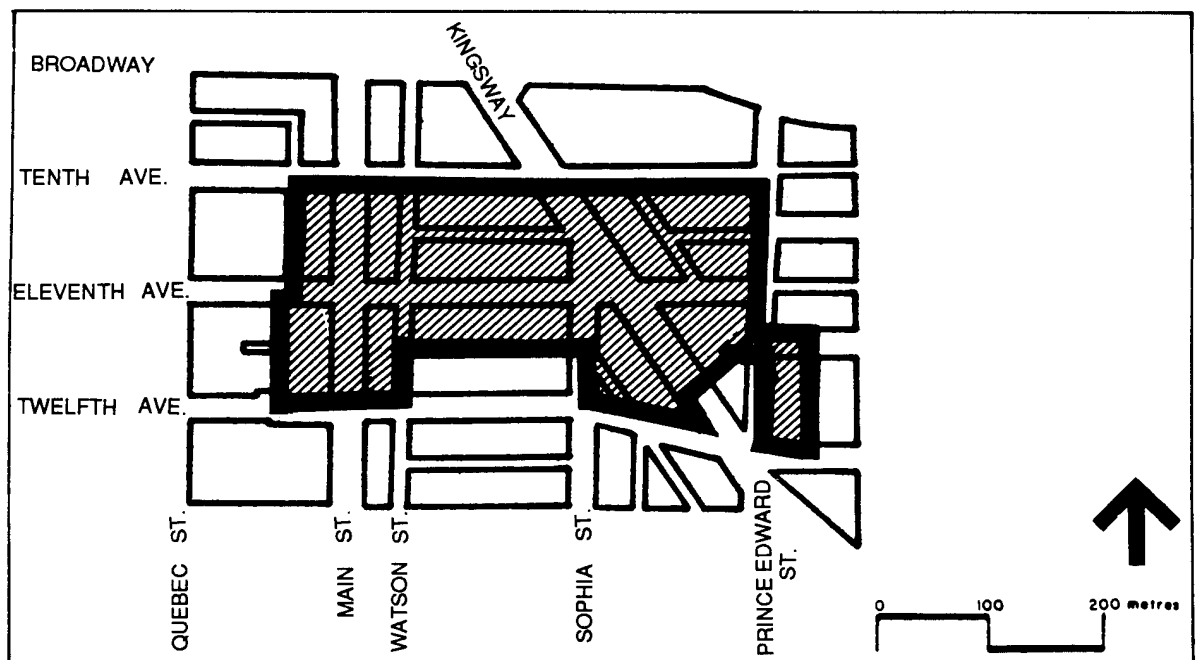 KINGSWAY
BROADWAY
TENTH AVE.
ELEVENTH AVE.
TWELFTH AVE.
QUEBEC ST.
MAIN ST.
WATSON ST.
SOPHIA ST.
PRINCE EDWARD
ST.
0 100 200 metres